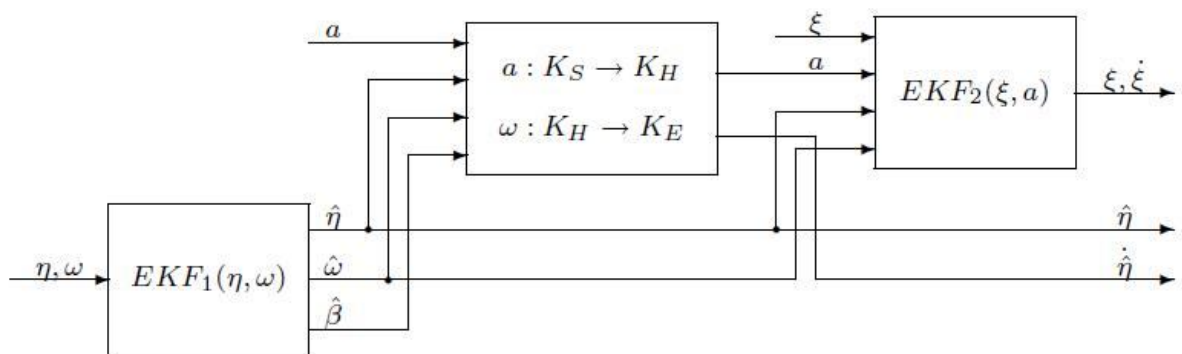 a
a : K_S → K_H
ω : K_H → K_E
ξ
a
EKF_2(ξ, a)
ξ, ξ̇
η, ω
EKF_1(η, ω)
η̂
ω̂
β̂
η̂
η̂̇